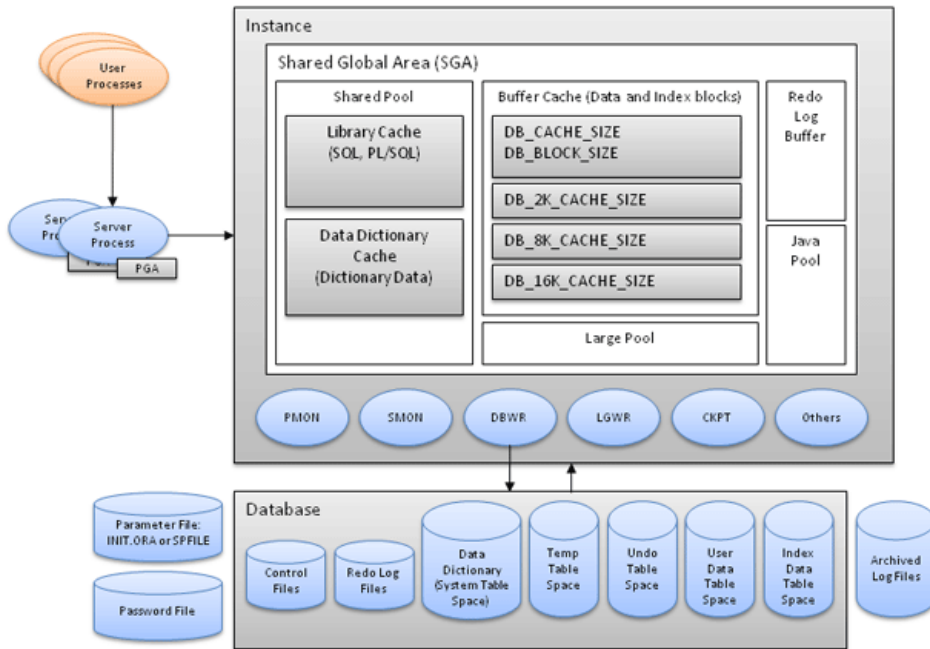 Instance
Shared Global Area (SGA)
User
Processes
Shared Pool
Library Cache
(SQL, PL/SQL)
Data Dictionary
Cache
(Dictionary Data)
Buffer Cache (Data and Index blocks)
DB_CACHE_SIZE
DB_BLOCK_SIZE
DB_2K_CACHE_SIZE
DB_8K_CACHE_SIZE
DB_16K_CACHE_SIZE
Large Pool
Redo
Log
Buffer
Java
Pool
Server
Process
PGA
PMON
SMON
DBWR
LGWR
CKPT
Others
Parameter File:
INIT.ORA or SPFILE
Password File
Database
Control
Files
Redo Log
Files
Data
Dictionary
(System Table
Space)
Temp
Table
Space
Undo
Table
Space
User
Data
Table
Space
Index
Data
Table
Space
Archived
Log Files